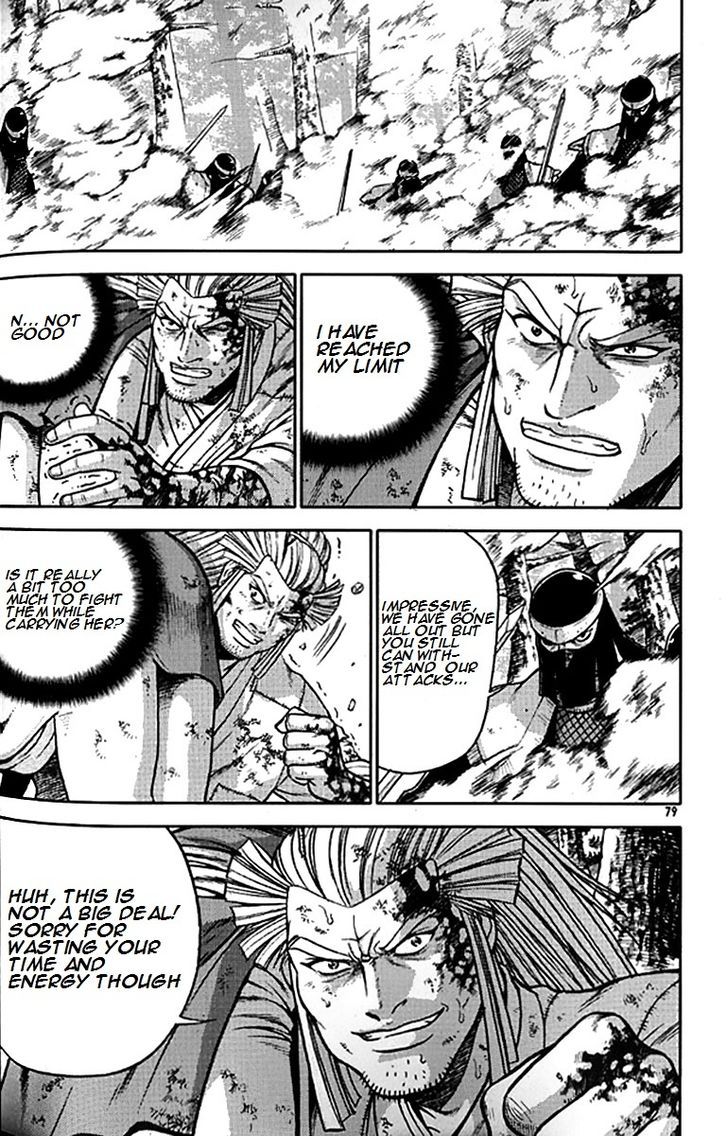 I HAVE
REACHED
MY LIMIT
N... NOT
GOOD
IMPRESSIVE,
WE HAVE GONE
ALL OUT BUT
YOU STILL
CAN WITH-
STAND OUR
ATTACKS...
IS IT REALLY
A BIT TOO
MUCH TO FIGHT
THEM WHILE
CARRYING HER?
79
HUH, THIS IS
NOT A BIG DEAL!
SORRY FOR
WASTING YOUR
TIME AND
ENERGY THOUGH